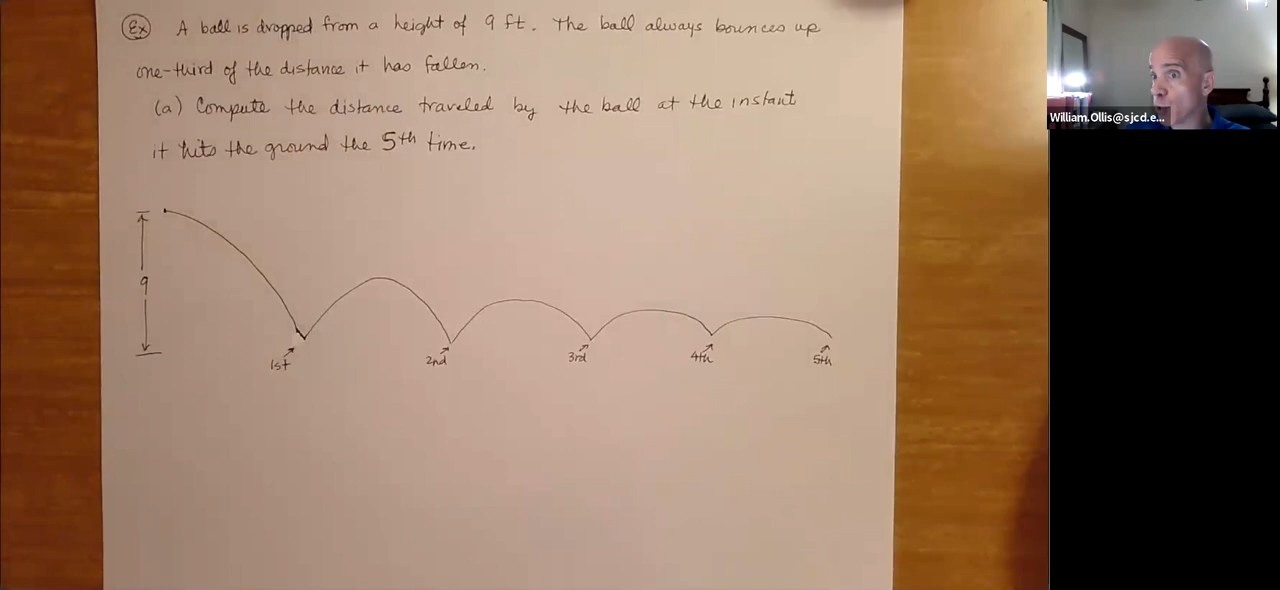 Ex A ball is dropped from a height of 9 ft. The ball always bounces up
one-third of the distance it has fallen.
(a) Compute the distance traveled by the ball at the instant
it hits the ground the 5th time.
9
1st 2nd 3rd 4th 5th
William.Ollis@sjcd.e...